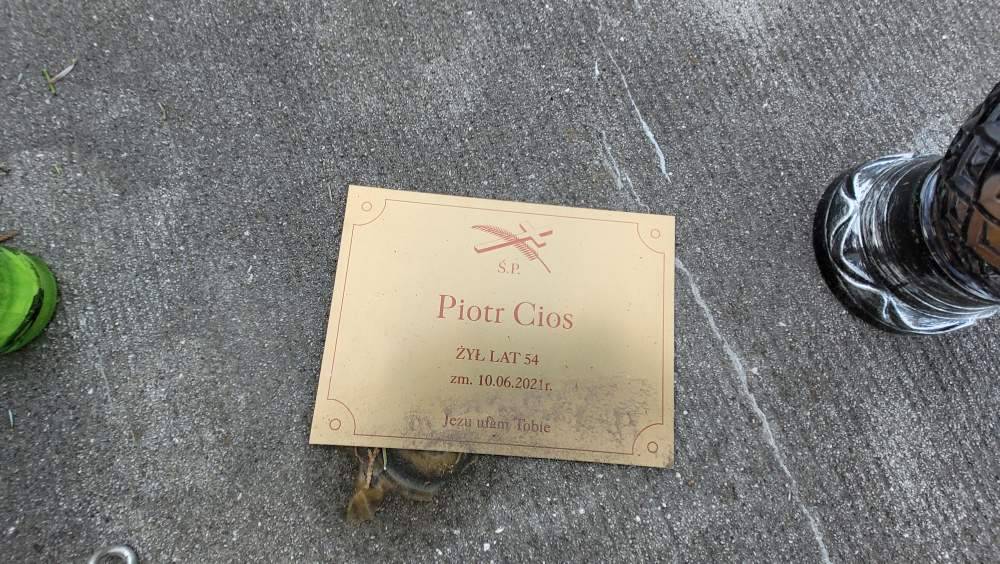 Ś.P.
Piotr Cios
ŻYŁ LAT 54
zm. 10.06.2021r.
Jezu ufam Tobie